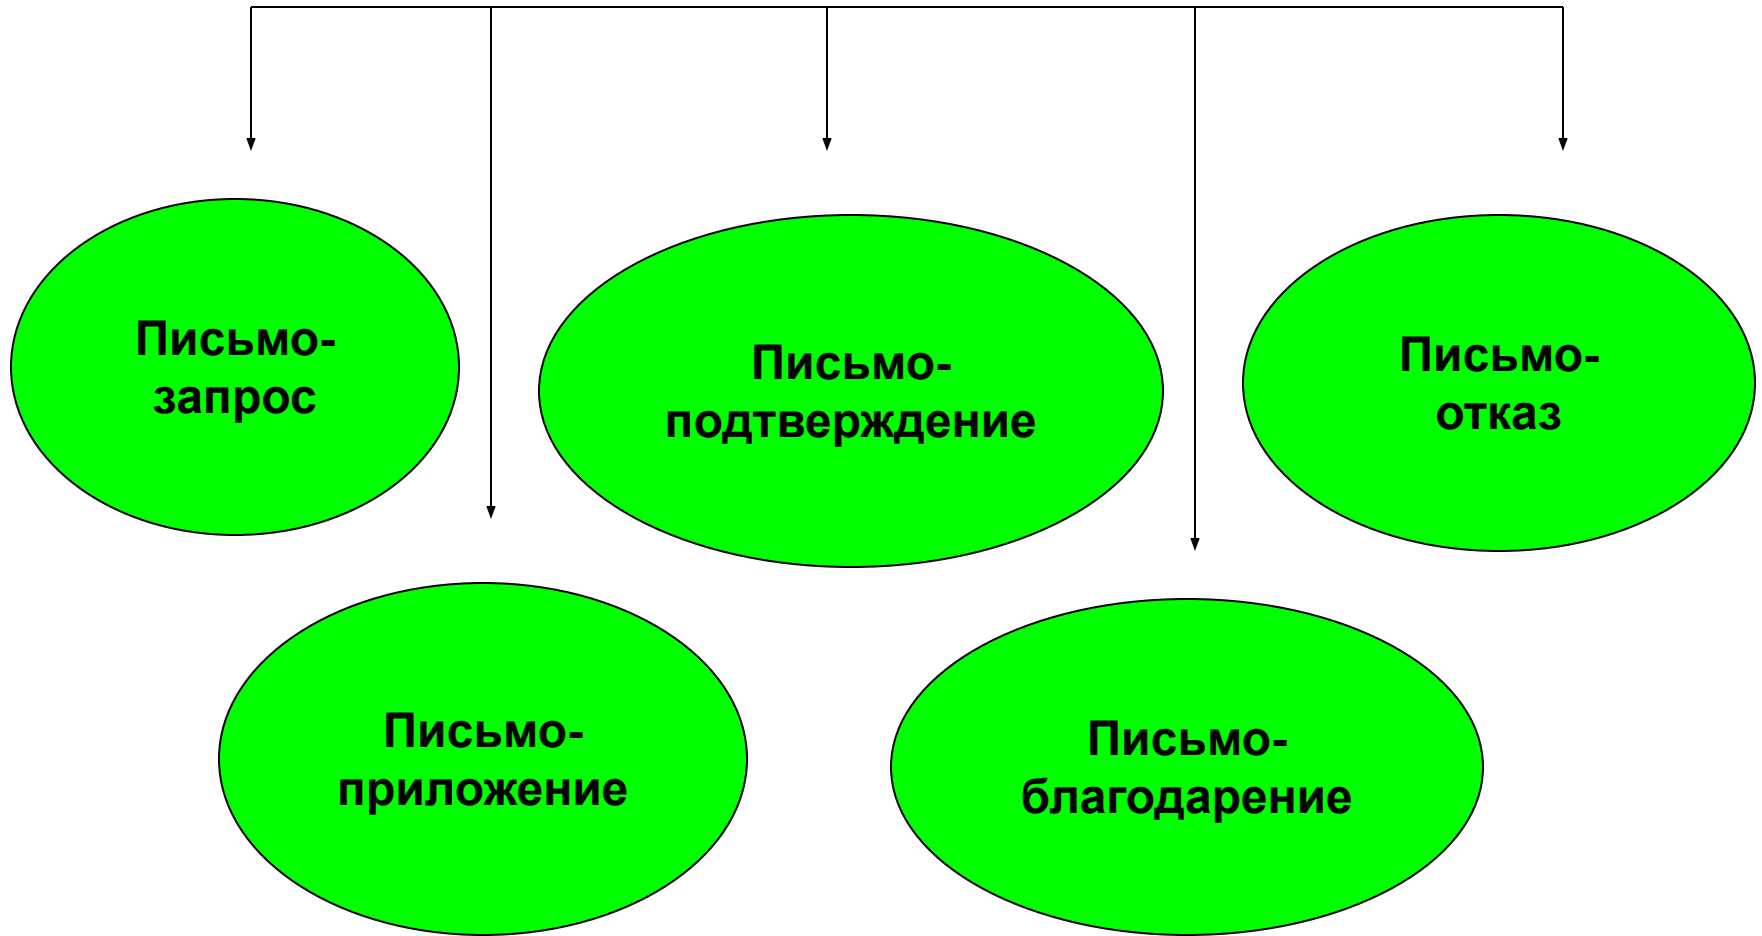 Письмо-
запрос
Письмо-
подтверждение
Письмо-
отказ
Письмо-
приложение
Письмо-
благодарение